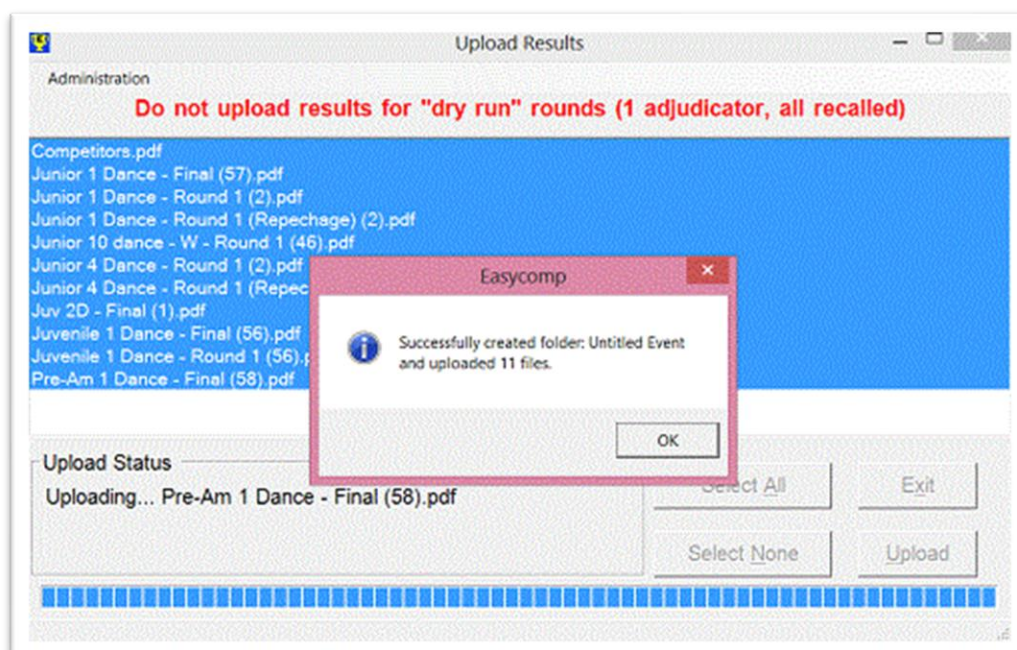 Upload Results
Administration
Do not upload results for "dry run" rounds (1 adjudicator, all recalled)
Competitors.pdf
Junior 1 Dance - Final (57).pdf
Junior 1 Dance - Round 1 (2).pdf
Junior 1 Dance - Round 1 (Repechage) (2).pdf
Junior 10 dance - W - Round 1 (46).pdf
Junior 4 Dance - Round 1 (2).pdf
Junior 4 Dance - Round 1 (Repec
Juv 2D - Final (1).pdf
Juvenile 1 Dance - Final (56).pdf
Juvenile 1 Dance - Round 1 (56).p
Pre-Am 1 Dance - Final (58).pdf
Easycomp
Successfully created folder: Untitled Event
and uploaded 11 files.
OK
Upload Status
Uploading... Pre-Am 1 Dance - Final (58).pdf
Select All
Exit
Select None
Upload